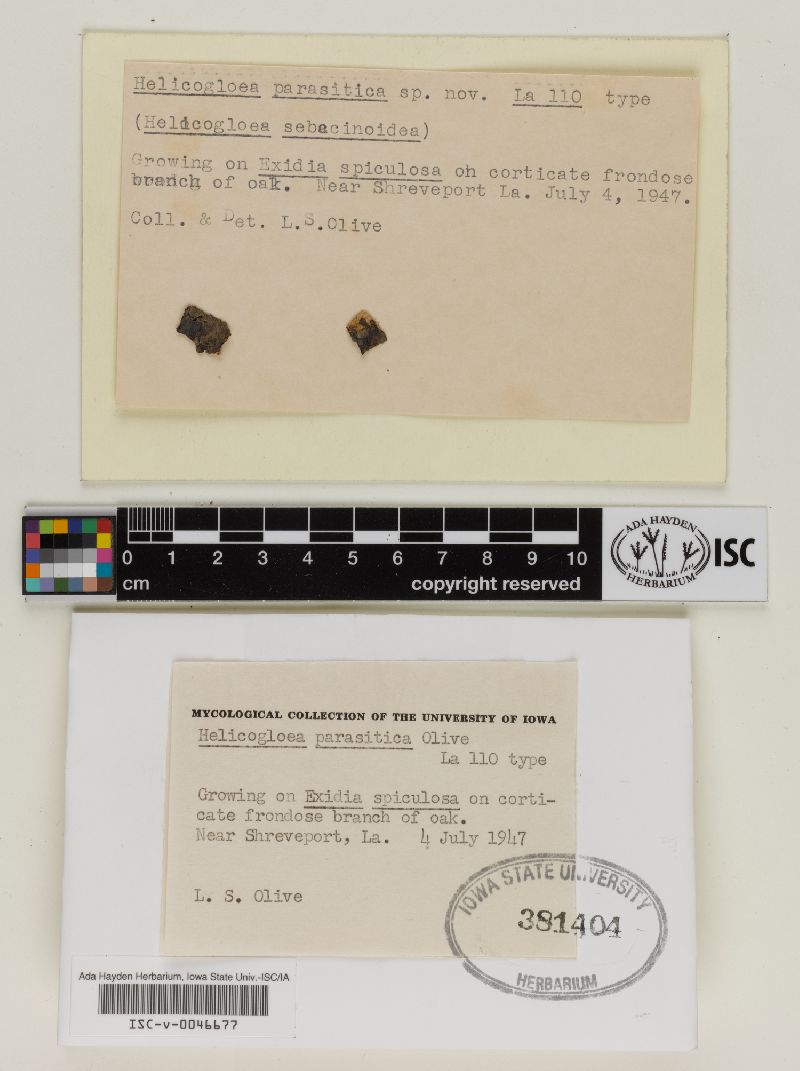 Helicogloea parasitica sp. nov. La 110 type
(Helicogloea sebacinoidea)
Growing on Exidia spiculosa oh corticate frondose
branch of oak. Near Shreveport La. July 4, 1947.
Coll. & Det. L.S.Olive
0 1 2 3 4 5 6 7 8 9 10
cm copyright reserved
ADA HAYDEN
HERBARIUM
ISC
MYCOLOGICAL COLLECTION OF THE UNIVERSITY OF IOWA
Helicogloea parasitica Olive
La 110 type
Growing on Exidia spiculosa on corti-
cate frondose branch of oak.
Near Shreveport, La. 4 July 1947
L. S. Olive
IOWA STATE UNIVERSITY
381404
HERBARIUM
Ada Hayden Herbarium, Iowa State Univ.-ISC/IA
ISC-v-0046677